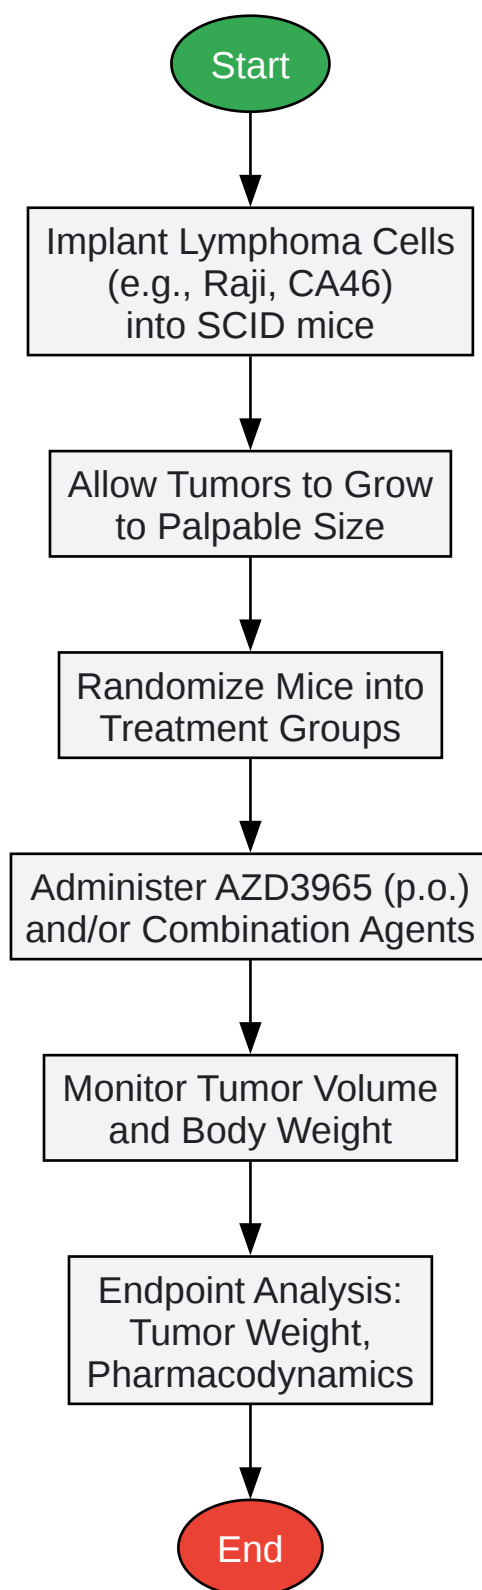 Start
Implant Lymphoma Cells
(e.g., Raji, CA46)
into SCID mice
Allow Tumors to Grow
to Palpable Size
Randomize Mice into
Treatment Groups
Administer AZD3965 (p.o.)
and/or Combination Agents
Monitor Tumor Volume
and Body Weight
Endpoint Analysis:
Tumor Weight,
Pharmacodynamics
End